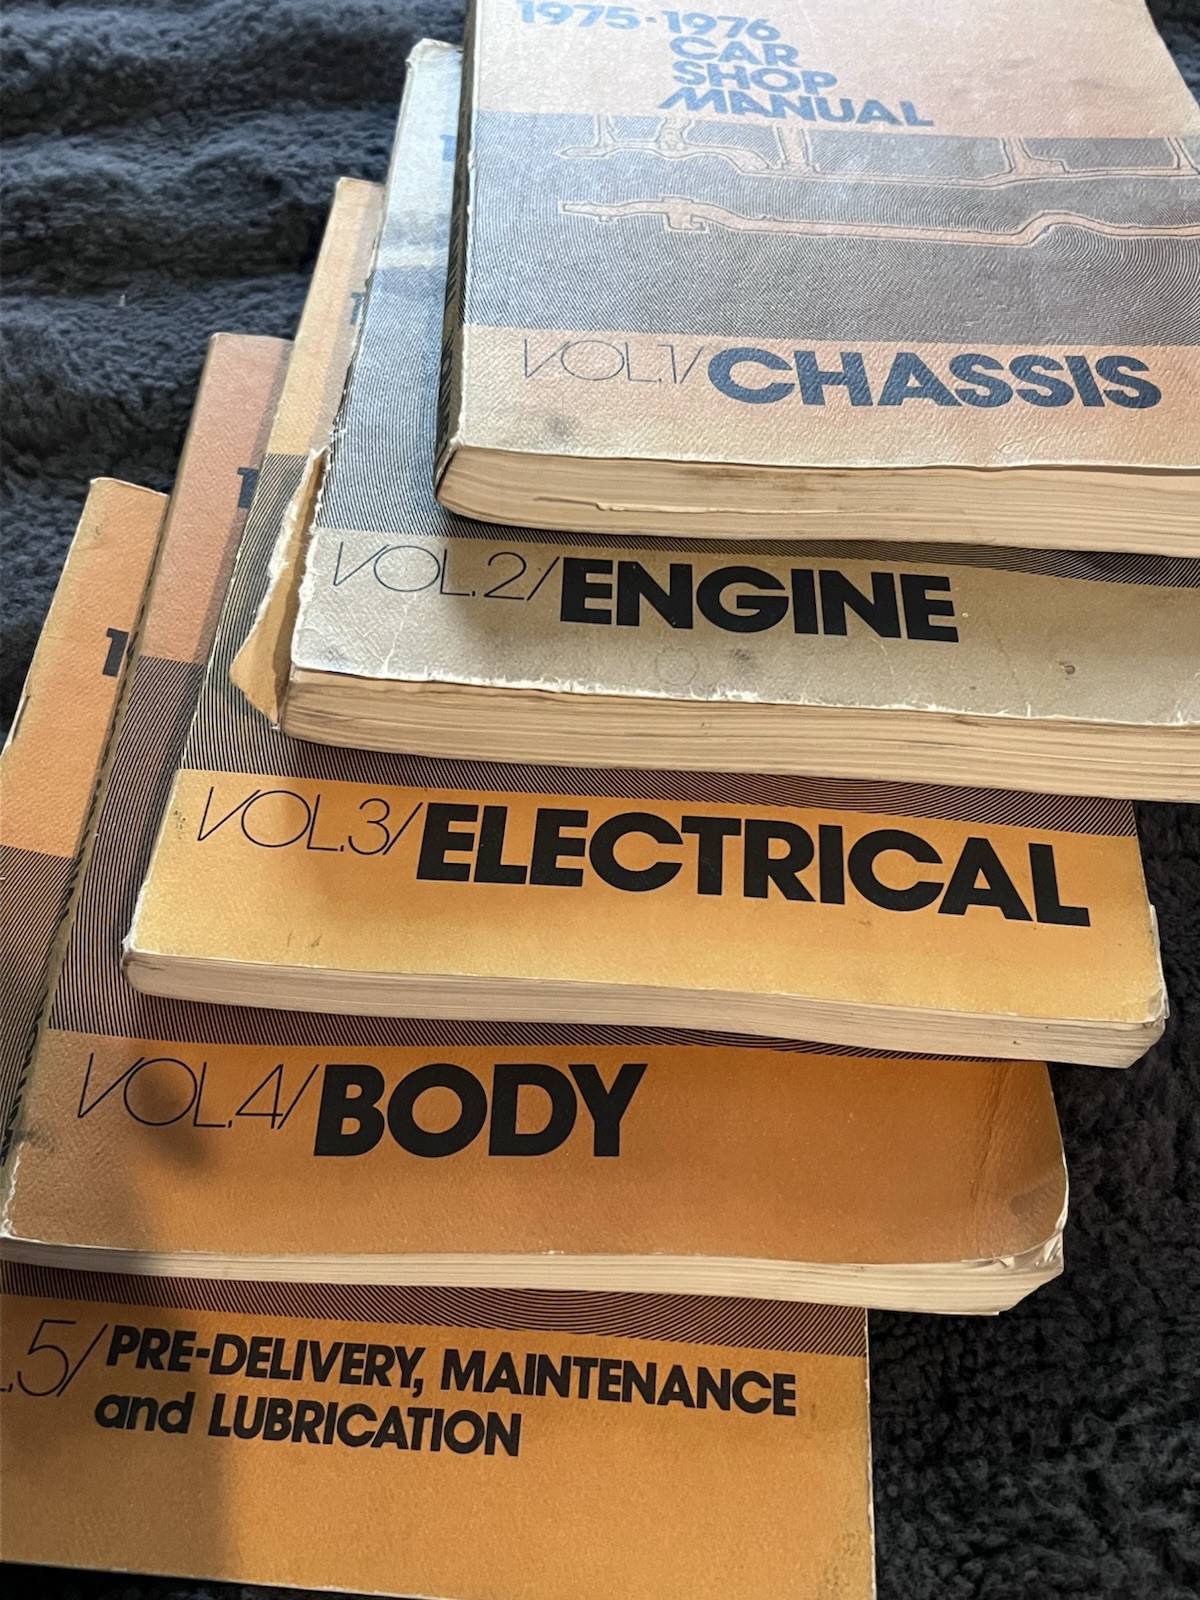 1975-1976
CAR
SHOP
MANUAL
VOL.1/CHASSIS
VOL.2/ENGINE
VOL.3/ELECTRICAL
VOL.4/BODY
.5/PRE-DELIVERY, MAINTENANCE
and LUBRICATION